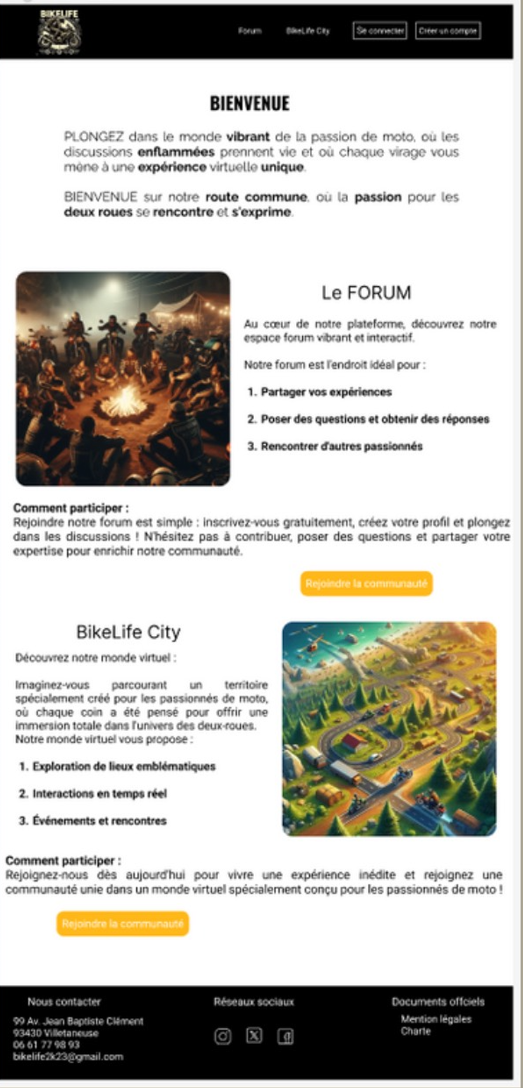 BIKELIFE
Forum
BikeLife City
Se connecter
Créer un compte
BIENVENUE
PLONGEZ dans le monde vibrant de la passion de moto, où les
discussions enflammées prennent vie et où chaque virage vous
mène à une expérience virtuelle unique.
BIENVENUE sur notre route commune, où la passion pour les
deux roues se rencontre et s'exprime.
Le FORUM
Au cœur de notre plateforme, découvrez notre
espace forum vibrant et interactif.
Notre forum est l'endroit idéal pour :
1. Partager vos expériences
2. Poser des questions et obtenir des réponses
3. Rencontrer d'autres passionnés
Comment participer :
Rejoindre notre forum est simple : inscrivez-vous gratuitement, créez votre profil et plongez
dans les discussions ! N'hésitez pas à contribuer, poser des questions et partager votre
expertise pour enrichir notre communauté.
Rejoindre la communauté
BikeLife City
Découvrez notre monde virtuel :
Imaginez-vous parcourant un territoire
spécialement créé pour les passionnés de moto,
où chaque coin a été pensé pour offrir une
immersion totale dans l'univers des deux-roues.
Notre monde virtuel vous propose :
1. Exploration de lieux emblématiques
2. Interactions en temps réel
3. Événements et rencontres
Comment participer :
Rejoignez-nous dès aujourd'hui pour vivre une expérience inédite et rejoignez une
communauté unie dans un monde virtuel spécialement conçu pour les passionnés de moto !
Rejoindre la communauté
Nous contacter
99 Av. Jean Baptiste Clément
93430 Villetaneuse
06 61 77 98 93
bikelife2k23@gmail.com
Réseaux sociaux
Documents offciels
Mention légales
Charte